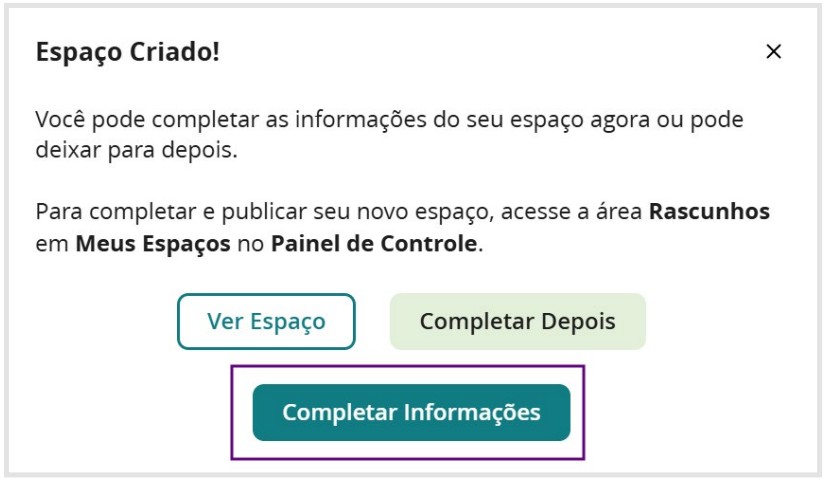 Espaço Criado!
Você pode completar as informações do seu espaço agora ou pode
deixar para depois.
Para completar e publicar seu novo espaço, acesse a área Rascunhos
em Meus Espaços no Painel de Controle.
Ver Espaço
Completar Depois
Completar Informações